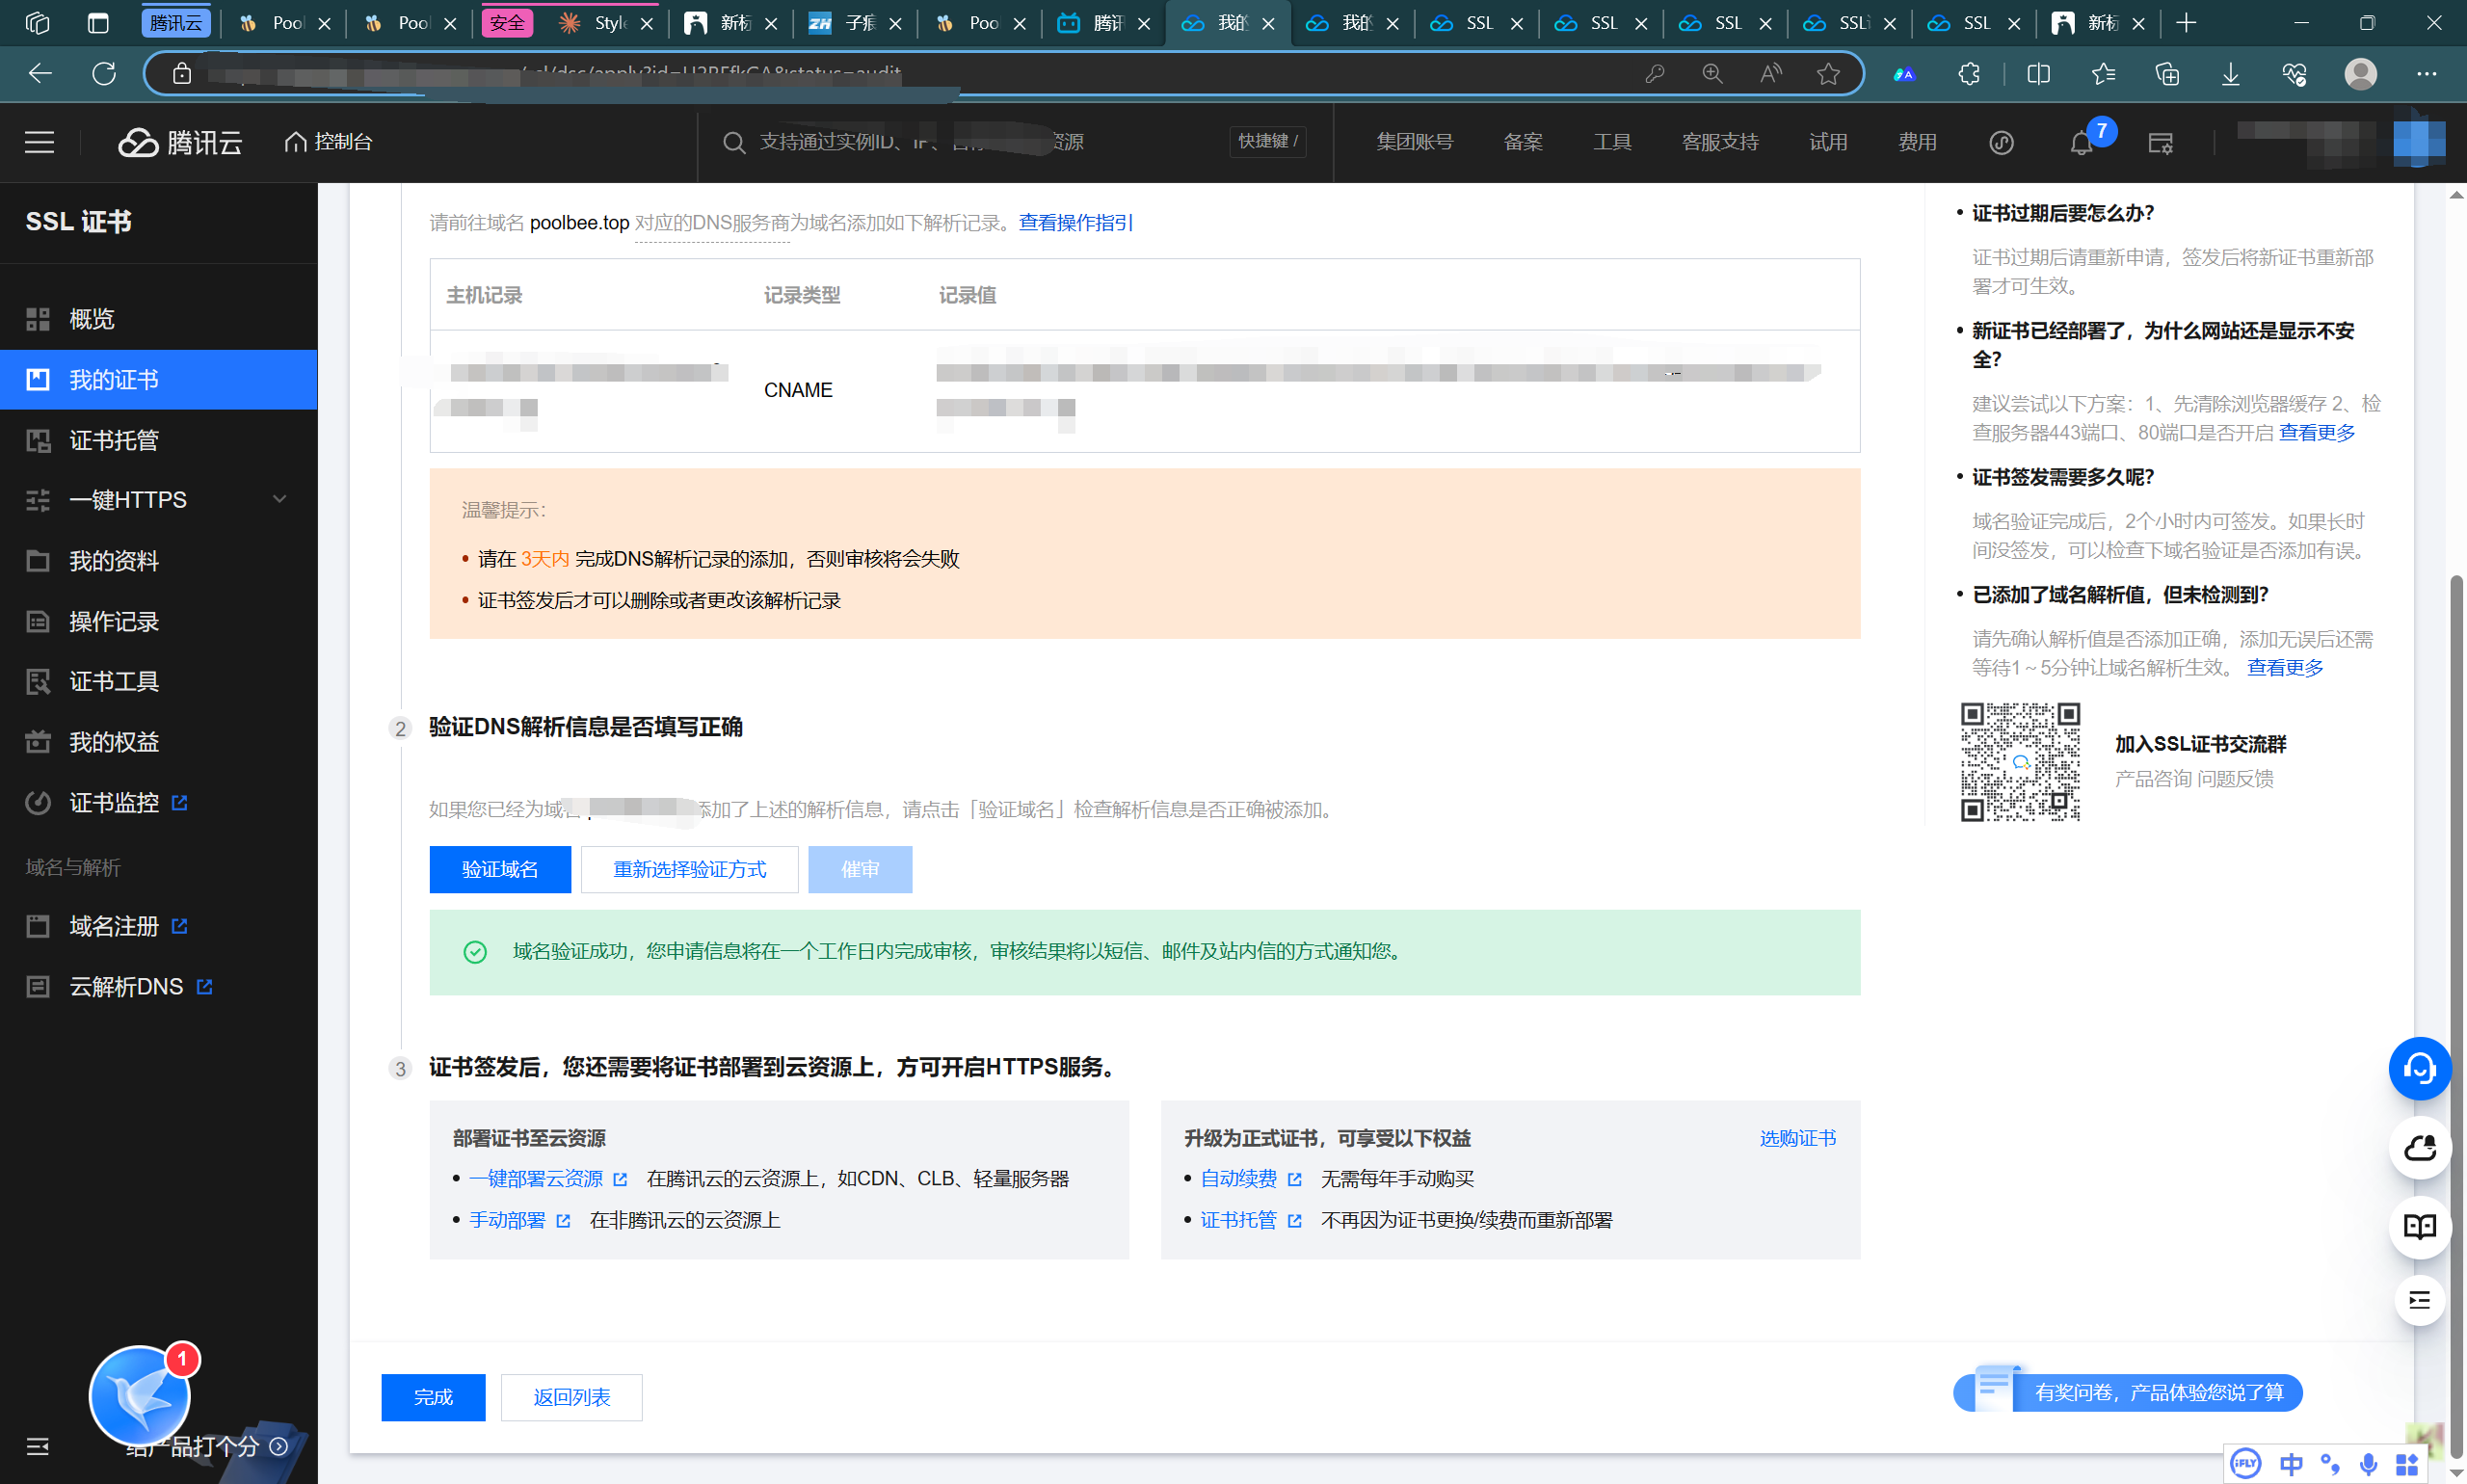 腾讯云
Pool
Pool
安全
Style
新标
子痕
Pool
腾讯
我的
我的
SSL
SSL
SSL
SSL
SSL
新标
/ssl/dsc/apply?id=
&status=audit
腾讯云
控制台
支持通过实例ID、IP、
资源
快捷键 /
集团账号
备案
工具
客服支持
试用
费用
7
SSL 证书
概览
我的证书
证书托管
一键HTTPS
我的资料
操作记录
证书工具
我的权益
证书监控
域名与解析
域名注册
云解析DNS
1
给产品打个分
请前往域名 poolbee.top 对应的DNS服务商为域名添加如下解析记录。查看操作指引
主机记录 记录类型 记录值
CNAME
温馨提示：
请在 3天内 完成DNS解析记录的添加，否则审核将会失败
证书签发后才可以删除或者更改该解析记录
2 验证DNS解析信息是否填写正确
如果您已经为域名
添加了上述的解析信息，请点击「验证域名」检查解析信息是否正确被添加。
验证域名 重新选择验证方式 催审
域名验证成功，您申请信息将在一个工作日内完成审核，审核结果将以短信、邮件及站内信的方式通知您。
3 证书签发后，您还需要将证书部署到云资源上，方可开启HTTPS服务。
部署证书至云资源
一键部署云资源 在腾讯云的云资源上，如CDN、CLB、轻量服务器
手动部署 在非腾讯云的云资源上
升级为正式证书，可享受以下权益 选购证书
自动续费 无需每年手动购买
证书托管 不再因为证书更换/续费而重新部署
完成 返回列表
证书过期后要怎么办？
证书过期后请重新申请，签发后将新证书重新部
署才可生效。
新证书已经部署了，为什么网站还是显示不安
全？
建议尝试以下方案：1、先清除浏览器缓存 2、检
查服务器443端口、80端口是否开启 查看更多
证书签发需要多久呢？
域名验证完成后，2个小时内可签发。如果长时
间没签发，可以检查下域名验证是否添加有误。
已添加了域名解析值，但未检测到？
请先确认解析值是否添加正确，添加无误后还需
等待1～5分钟让域名解析生效。 查看更多
加入SSL证书交流群
产品咨询 问题反馈
有奖问卷，产品体验您说了算
iFLY 中